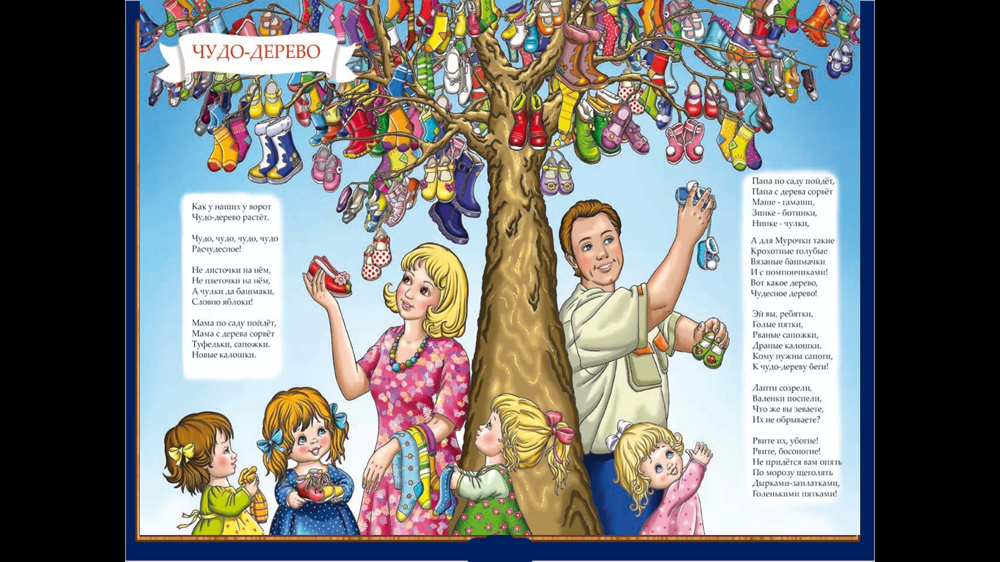 ЧУДО-ДЕРЕВО
Как у наших у ворот
Чудо-дерево растёт.
Чудо, чудо, чудо, чудо
Расчудесное!
Не листочки на нём,
Не цветочки на нём,
А чулки да башмаки,
Словно яблоки!
Мама по саду пойдёт,
Мама с дерева сорвёт
Туфельки, сапожки.
Новые калошки.
Папа по саду пойдёт,
Папа с дерева сорвёт
Маше - гамаши,
Зинке - ботинки,
Нинке - чулки,
А для Мурочки такие
Крохотные голубые
Вязаные башмачки
И с помпончиками!
Вот какое дерево,
Чудесное дерево!
Эй вы, ребятки,
Голые пятки,
Рваные сапожки,
Драные калошки.
Кому нужны сапоги,
К чудо-дереву беги!
Лапти созрели,
Валенки поспели,
Что же вы зеваете,
Их не обрываете?
Рвите их, убогие!
Рвите, босоногие!
Не придётся вам опять
По морозу щеголять
Дырками-заплатками,
Голенькими пятками!